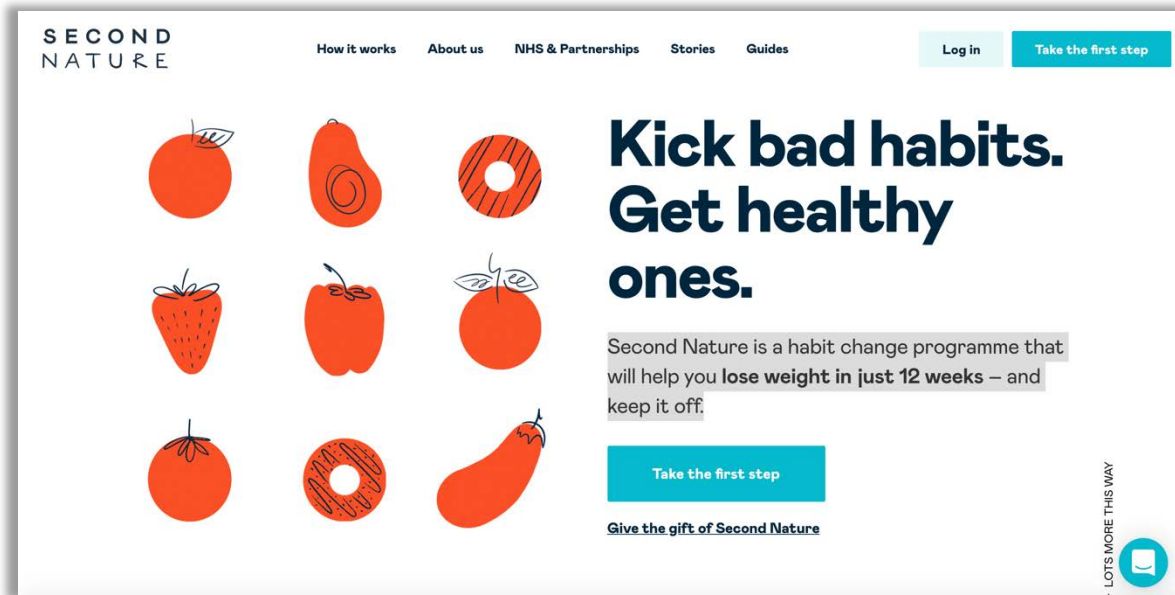 SECOND
NATURE
How it works
About us
NHS & Partnerships
Stories
Guides
Log in
Take the first step
Kick bad habits.
Get healthy
ones.
Second Nature is a habit change programme that
will help you lose weight in just 12 weeks – and
keep it off.
Take the first step
Give the gift of Second Nature
LOTS MORE THIS WAY